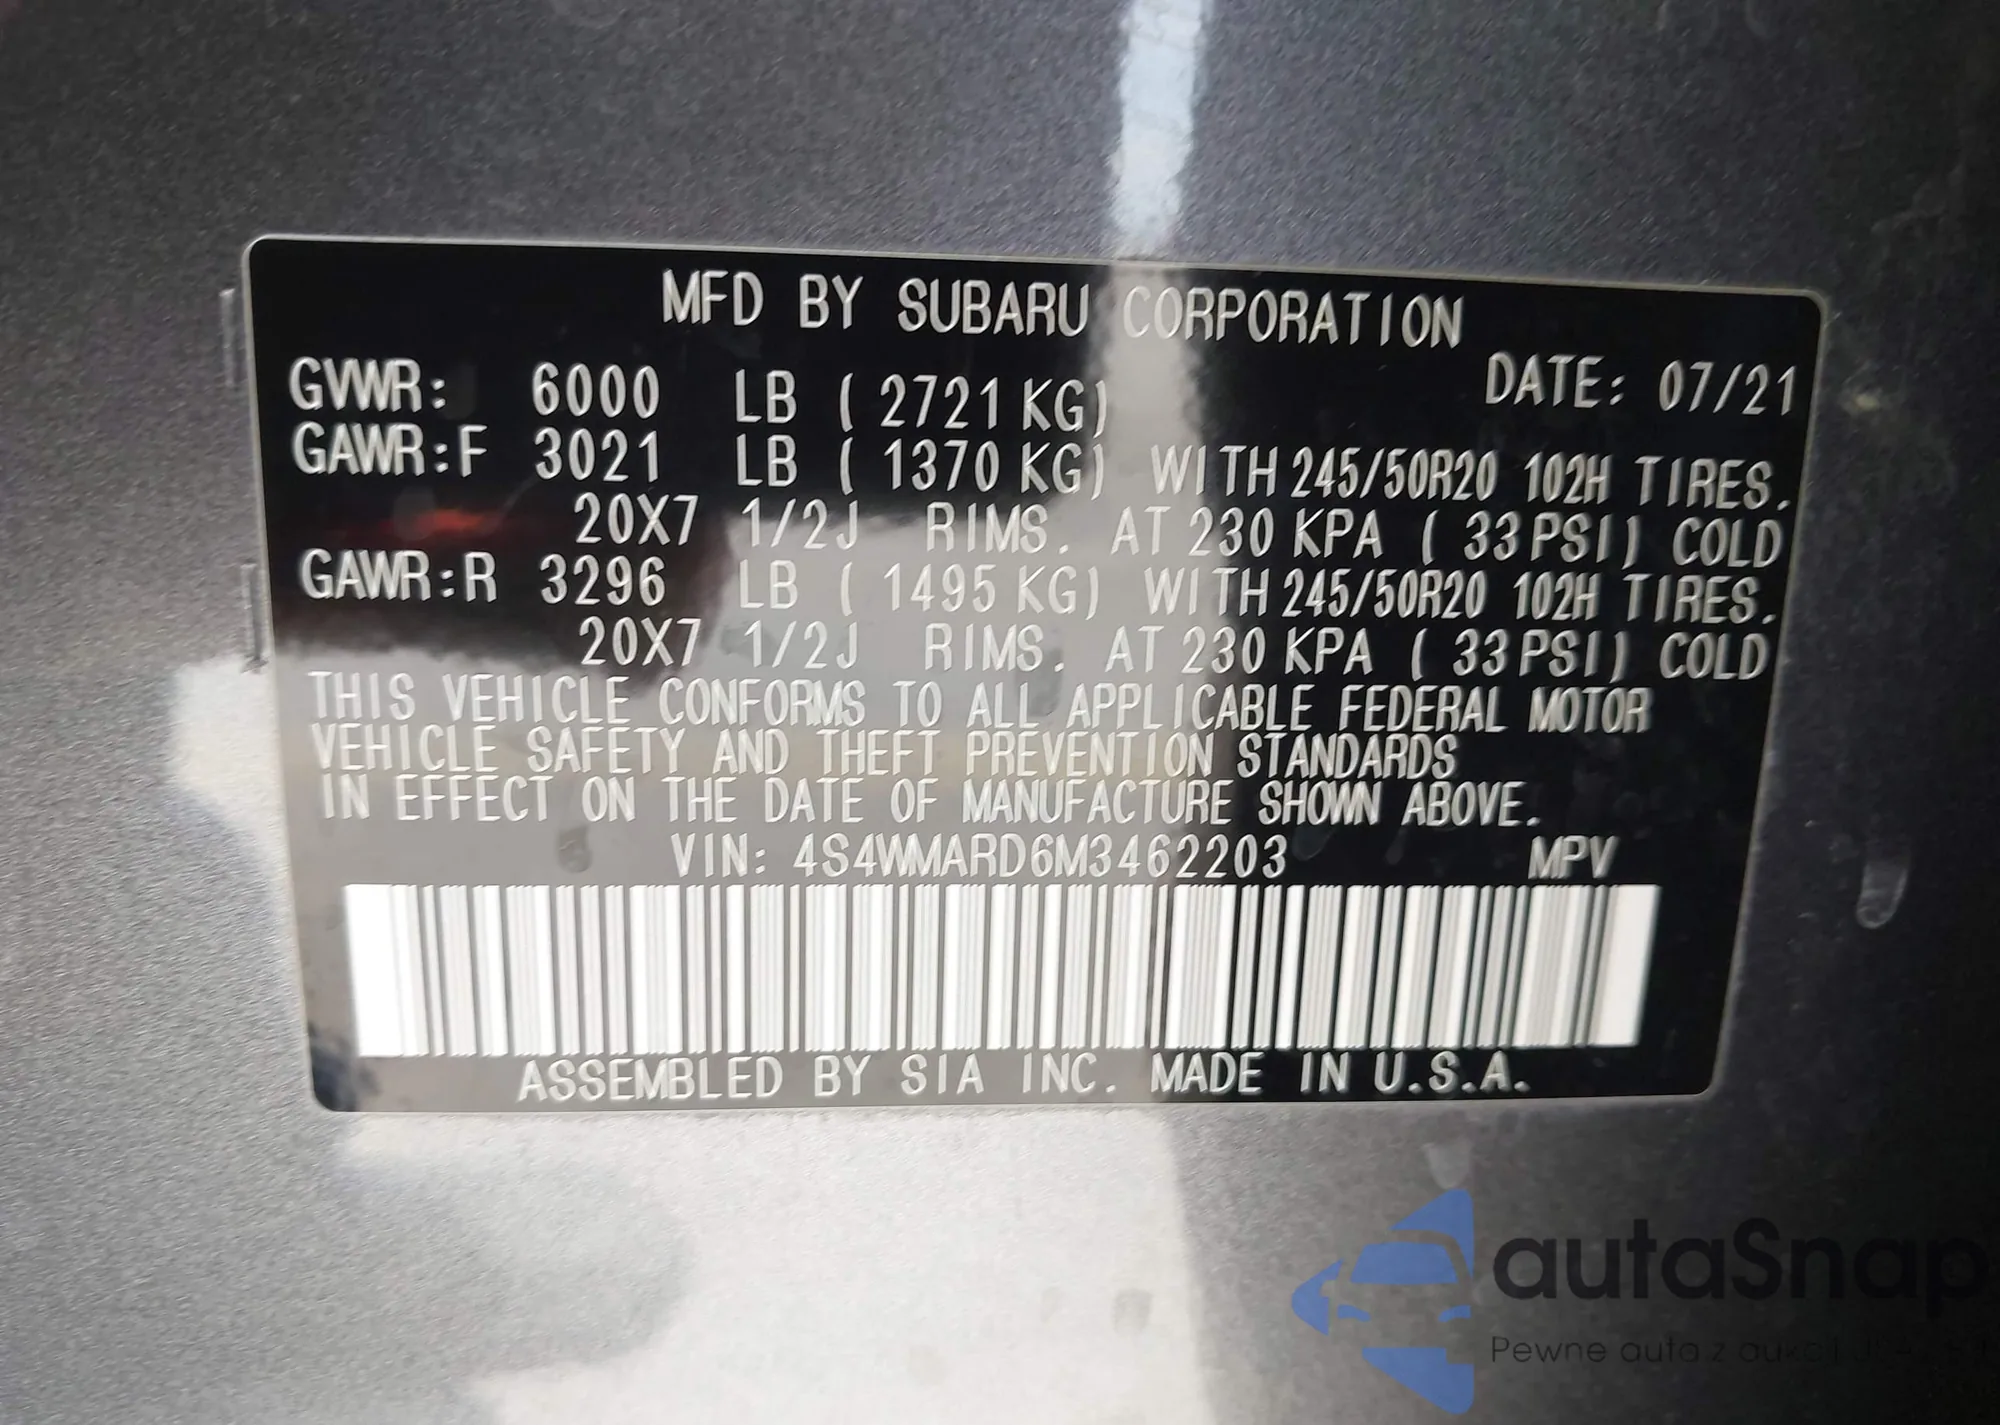 MFD BY SUBARU CORPORATION
DATE: 07/21
GVWR: 6000 LB ( 2721 KG)
GAWR:F 3021 LB ( 1370 KG) WITH 245/50R20 102H TIRES.
20X7 1/2J RIMS. AT 230 KPA ( 33 PSI) COLD
GAWR:R 3296 LB ( 1495 KG) WITH 245/50R20 102H TIRES.
20X7 1/2J RIMS. AT 230 KPA ( 33 PSI) COLD
THIS VEHICLE CONFORMS TO ALL APPLICABLE FEDERAL MOTOR
VEHICLE SAFETY AND THEFT PREVENTION STANDARDS
IN EFFECT ON THE DATE OF MANUFACTURE SHOWN ABOVE.
VIN: 4S4WMARD6M3462203 MPV
ASSEMBLED BY SIA INC. MADE IN U.S.A.
autaSnap
Pewne auta z aukcji